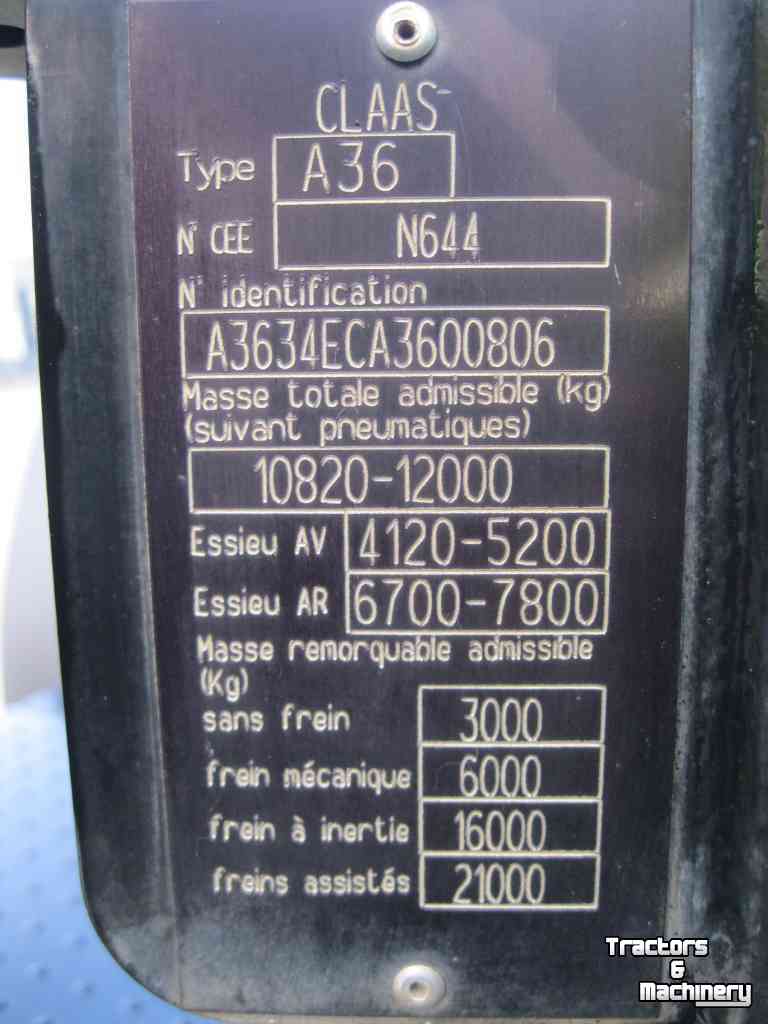 CLAAS
Type A36
N° CEE N644
N° identification
A3634ECA3600806
Masse totale admissible (kg)
(suivant pneumatiques)
10820-12000
Essieu AV 4120-5200
Essieu AR 6700-7800
Masse remorquable admissible
(Kg)
sans frein 3000
frein mécanique 6000
frein à inertie 16000
freins assistés 21000
Tractors
&
Machinery